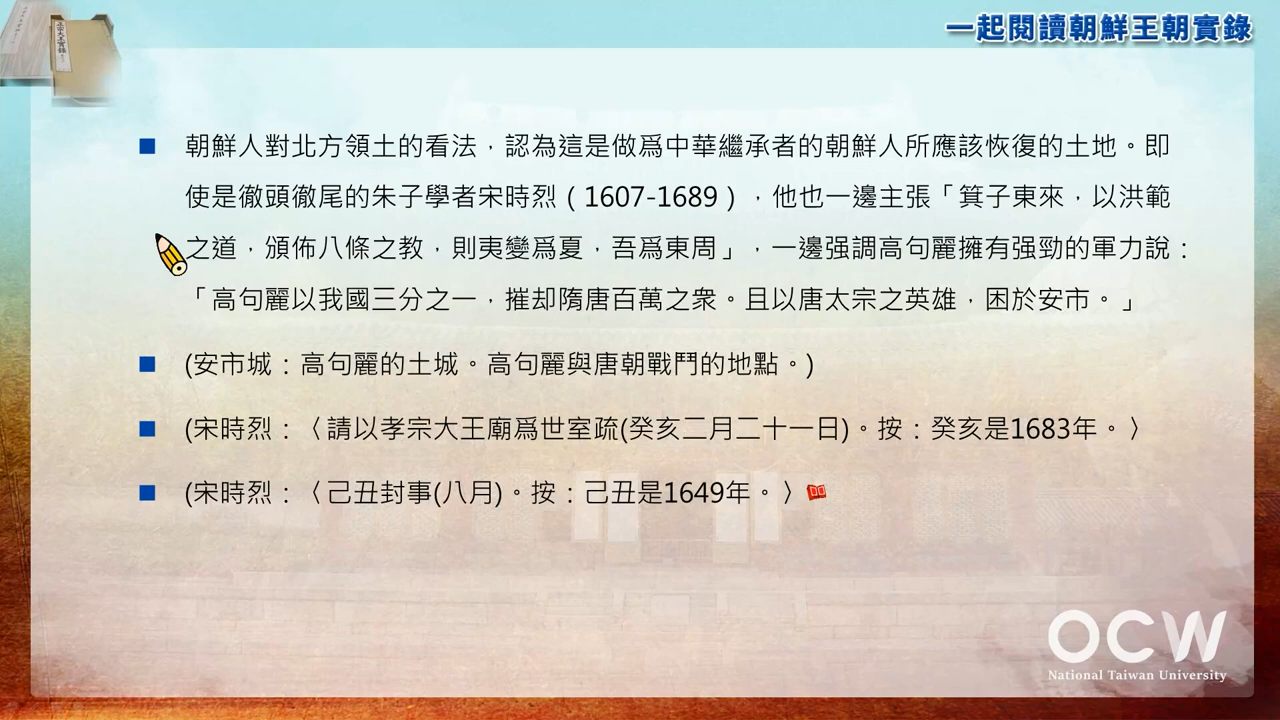 一起閱讀朝鮮王朝實錄
正宗大王實錄
朝鮮人對北方領土的看法，認為這是做爲中華繼承者的朝鮮人所應該恢復的土地。即
使是徹頭徹尾的朱子學者宋時烈（1607-1689），他也一邊主張「箕子東來，以洪範
之道，頒佈八條之教，則夷變爲夏，吾爲東周」，一邊强調高句麗擁有强勁的軍力說：
「高句麗以我國三分之一，摧却隋唐百萬之衆。且以唐太宗之英雄，困於安市。」
(安市城：高句麗的土城。高句麗與唐朝戰鬥的地點。)
(宋時烈：〈請以孝宗大王廟爲世室疏(癸亥二月二十一日)。按：癸亥是1683年。〉
(宋時烈：〈己丑封事(八月)。按：己丑是1649年。〉
OCW
National Taiwan University